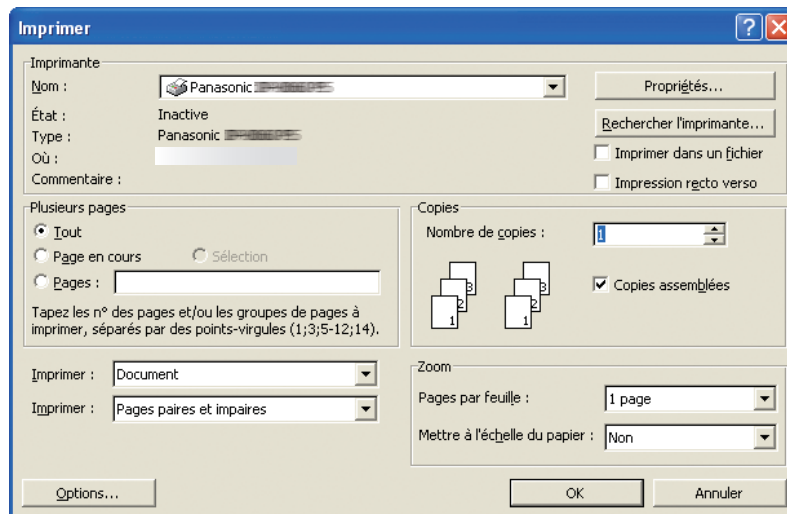 Imprimer
Imprimante
Nom :
Panasonic
Propriétés...
État :
Inactive
Rechercher l'imprimante...
Type :
Panasonic
Où :
Imprimer dans un fichier
Commentaire :
Impression recto verso
Plusieurs pages
Tout
Page en cours
Sélection
Pages :
Tapez les n° des pages et/ou les groupes de pages à
imprimer, séparés par des points-virgules (1;3;5-12;14).
Copies
Nombre de copies :
1
3
2
1
3
2
1
Copies assemblées
Imprimer :
Document
Imprimer :
Pages paires et impaires
Zoom
Pages par feuille :
1 page
Mettre à l'échelle du papier :
Non
Options...
OK
Annuler